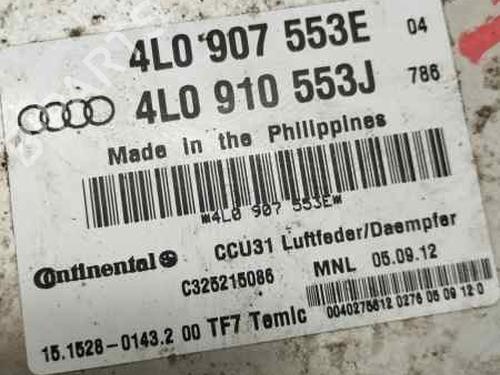 4L0 907 553E 04
4L0 910 553J 786
Made in the Philippines
*4L0 907 553E*
Continental
CCU31 Luftfeder/Daempfer
C325215086
MNL 05.09.12
15.1528-0143.2 00 TF7 Temic
0040275612 0276 05 09 12 0